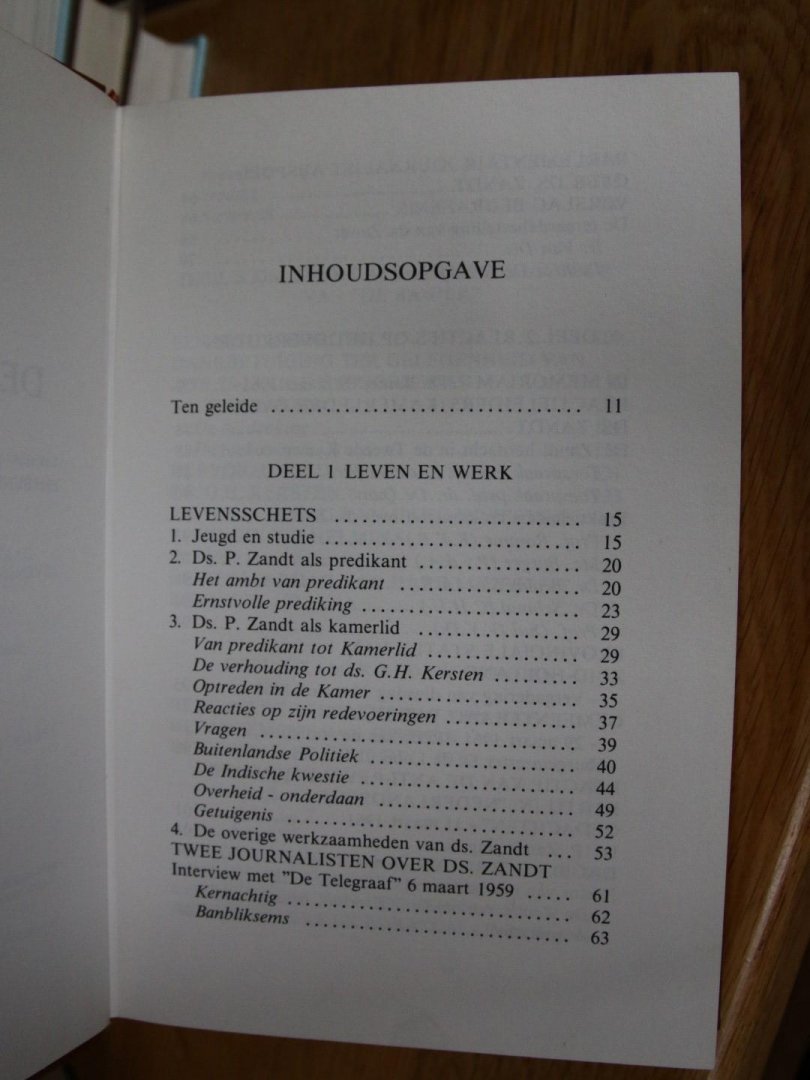 INHOUDSOPGAVE
Ten geleide .................................. 11
DEEL 1 LEVEN EN WERK
LEVENSSCHETS ........................... 15
1. Jeugd en studie ............................ 15
2. Ds. P. Zandt als predikant .................. 20
Het ambt van predikant .................... 20
Ernstvolle prediking ........................ 23
3. Ds. P. Zandt als kamerlid .................. 29
Van predikant tot Kamerlid .................. 29
De verhouding tot ds. G.H. Kersten ......... 33
Optreden in de Kamer ...................... 35
Reacties op zijn redevoeringen .............. 37
Vragen ................................ 39
Buitenlandse Politiek ....................... 40
De Indische kwestie ........................ 44
Overheid - onderdaan ...................... 49
Getuigenis ................................ 52
4. De overige werkzaamheden van ds. Zandt ... 53
TWEE JOURNALISTEN OVER DS. ZANDT
Interview met "De Telegraaf" 6 maart 1959 ..... 61
Kernachtig ................................ 62
Banbliksems .............................. 63